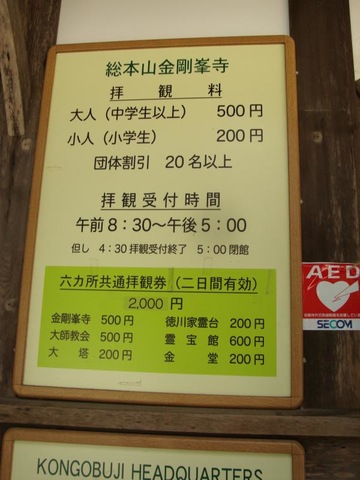 総本山金剛峯寺
拝観料
大人（中学生以上） 500円
小人（小学生） 200円
団体割引 20名以上
拝観受付時間
午前8：30〜午後5：00
但し 4：30拝観受付終了 5：00閉館
六カ所共通拝観券（二日間有効）
2,000円
金剛峯寺 500円 徳川家霊台 200円
大師教会 500円 霊宝館 600円
大塔 200円 金堂 200円
AED
SECOM
KONGOBUJI HEADQUARTERS